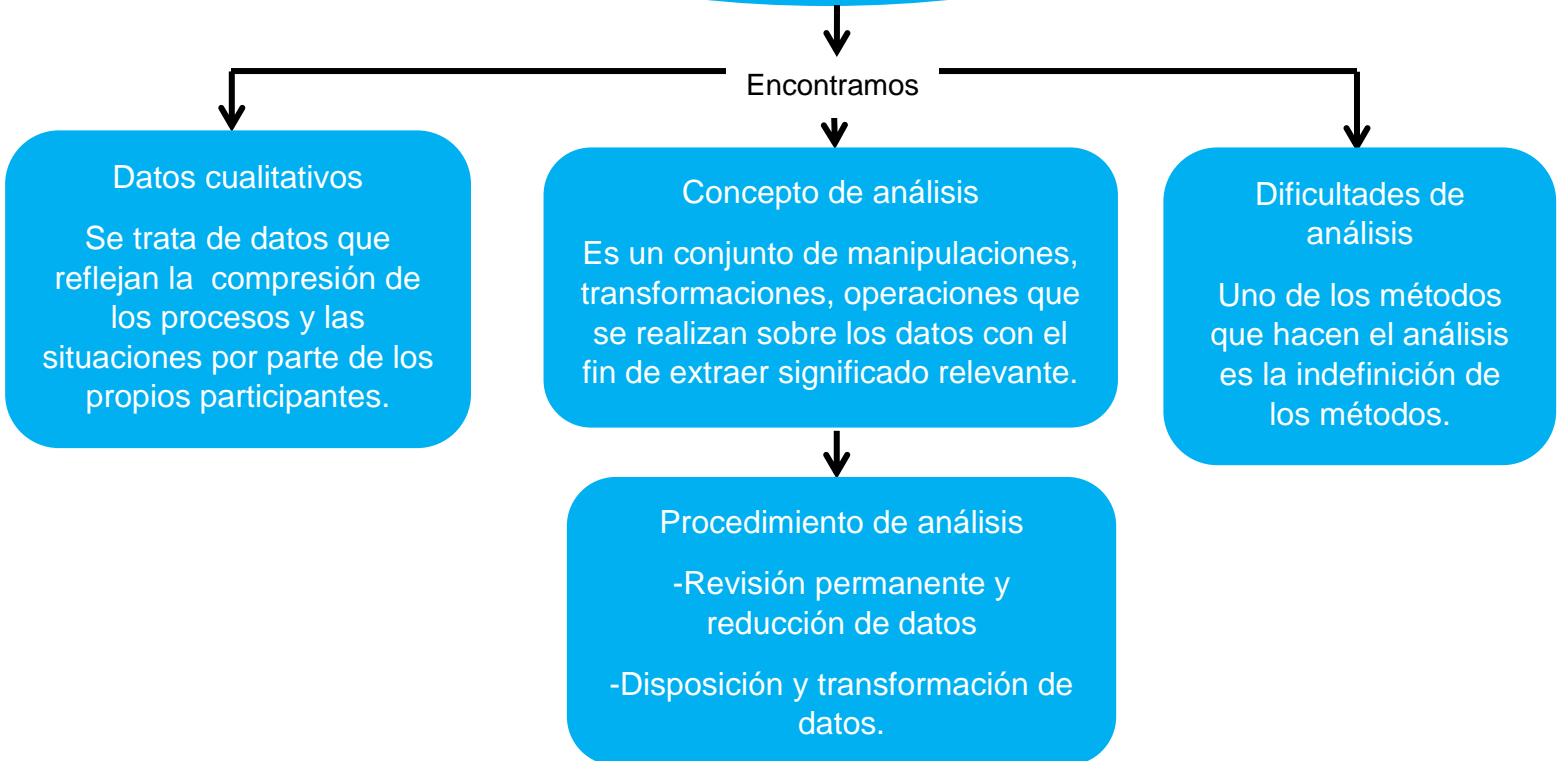 Encontramos
Datos cualitativos
Se trata de datos que
reflejan la  compresión de
los procesos y las
situaciones por parte de los
propios participantes.
Concepto de análisis
Es un conjunto de manipulaciones,
transformaciones, operaciones que
se realizan sobre los datos con el
fin de extraer significado relevante.
Dificultades de
análisis
Uno de los métodos
que hacen el análisis
es la indefinición de
los métodos.
Procedimiento de análisis
-Revisión permanente y
reducción de datos
-Disposición y transformación de
datos.